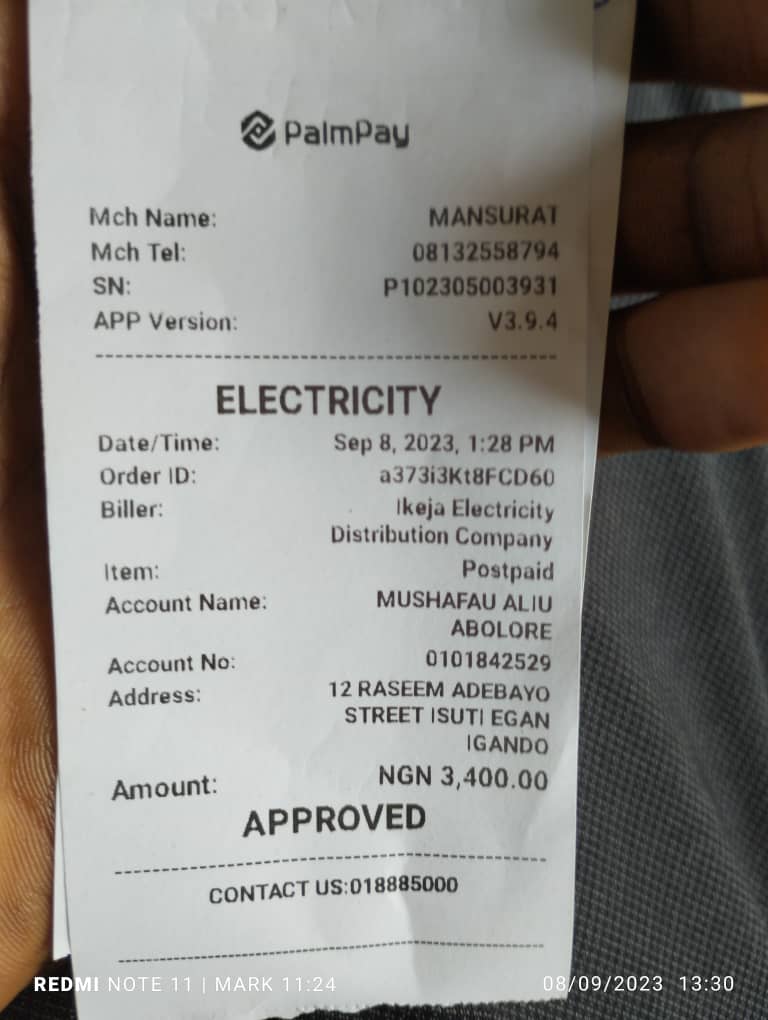 PalmPay
Mch Name: MANSURAT
Mch Tel: 08132558794
SN: P102305003931
APP Version: V3.9.4
ELECTRICITY
Date/Time: Sep 8, 2023, 1:28 PM
Order ID: a373i3Kt8FCD60
Biller: Ikeja Electricity
Distribution Company
Item: Postpaid
Account Name: MUSHAFAU ALIU
ABOLORE
Account No: 0101842529
Address: 12 RASEEM ADEBAYO
STREET ISUTI EGAN
IGANDO
Amount: NGN 3,400.00
APPROVED
CONTACT US:018885000
REDMI NOTE 11 | MARK 11:24 08/09/2023 13:30